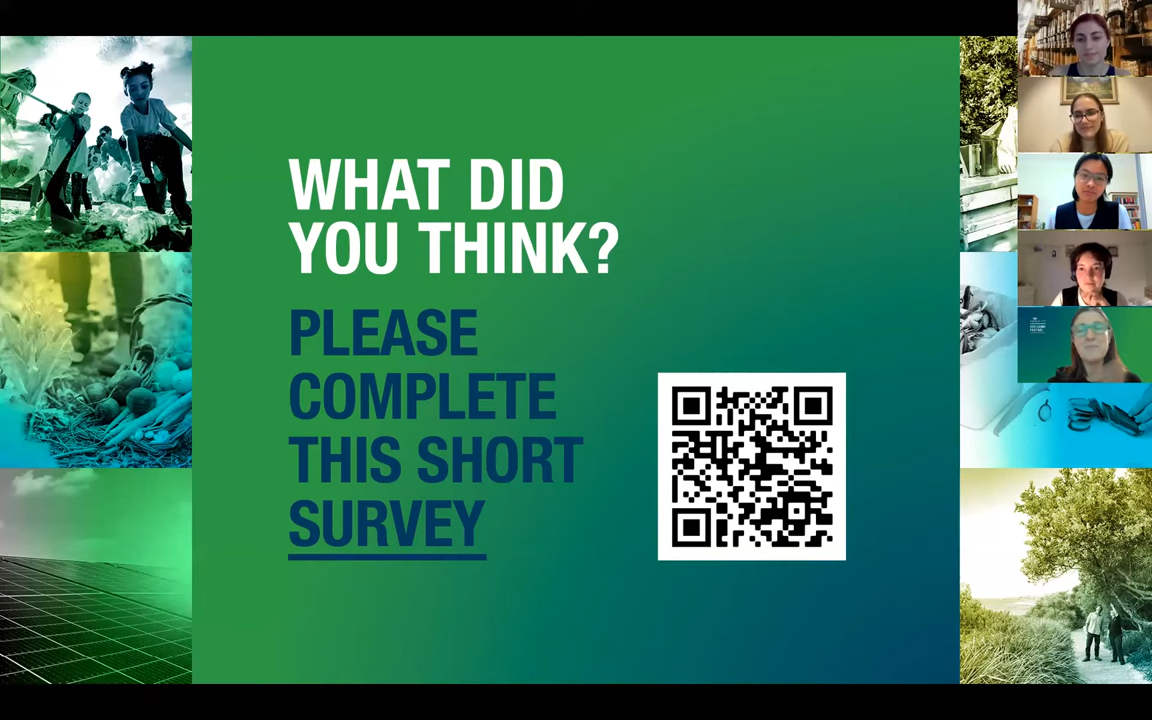 WHAT DID
YOU THINK?
PLEASE
COMPLETE
THIS SHORT
SURVEY